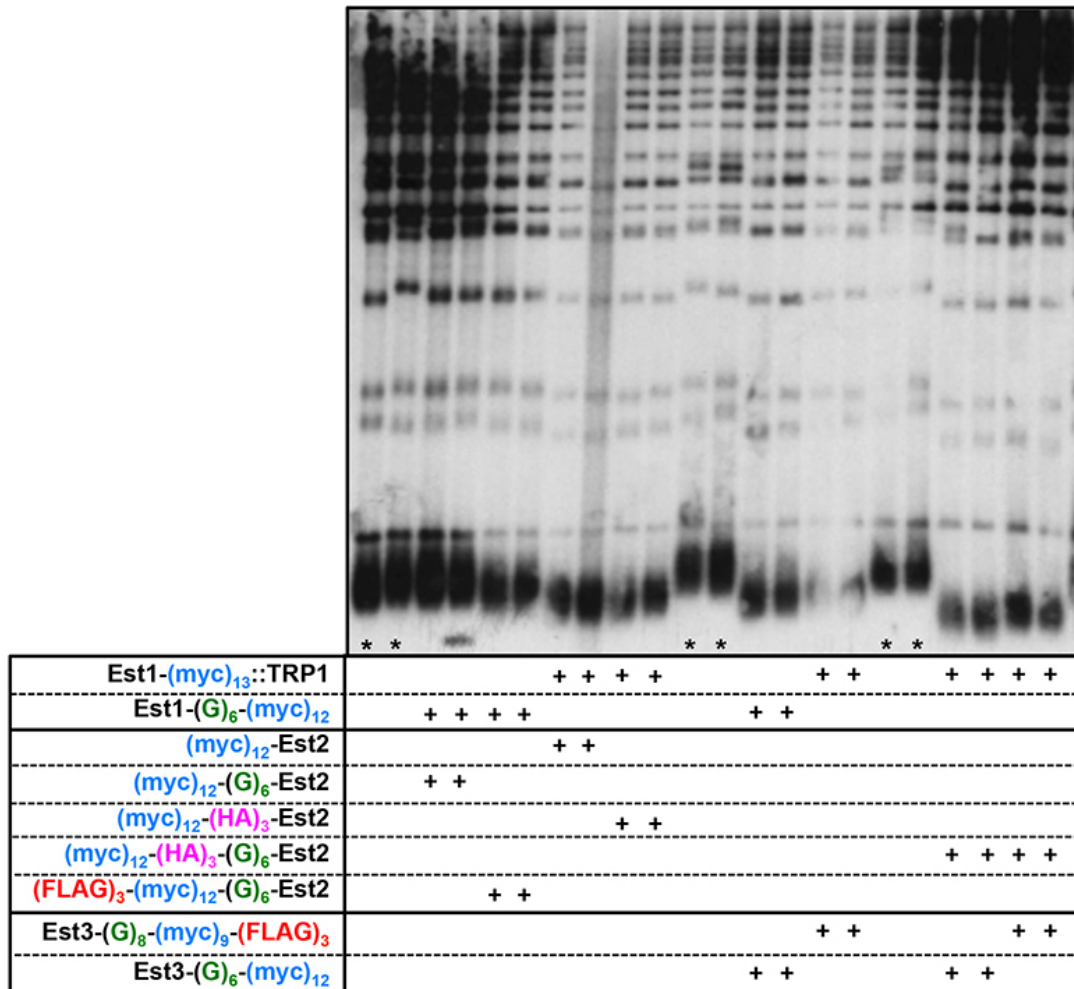 * * * * * *
Est1-(myc)₁₃::TRP1 + + + + + + + + + +
Est1-(G)₆-(myc)₁₂ + + + + + +
(myc)₁₂-Est2 + +
(myc)₁₂-(G)₆-Est2 + +
(myc)₁₂-(HA)₃-Est2 + +
(myc)₁₂-(HA)₃-(G)₆-Est2 + + + +
(FLAG)₃-(myc)₁₂-(G)₆-Est2 + +
Est3-(G)₈-(myc)₉-(FLAG)₃ + + + +
Est3-(G)₆-(myc)₁₂ + + + +